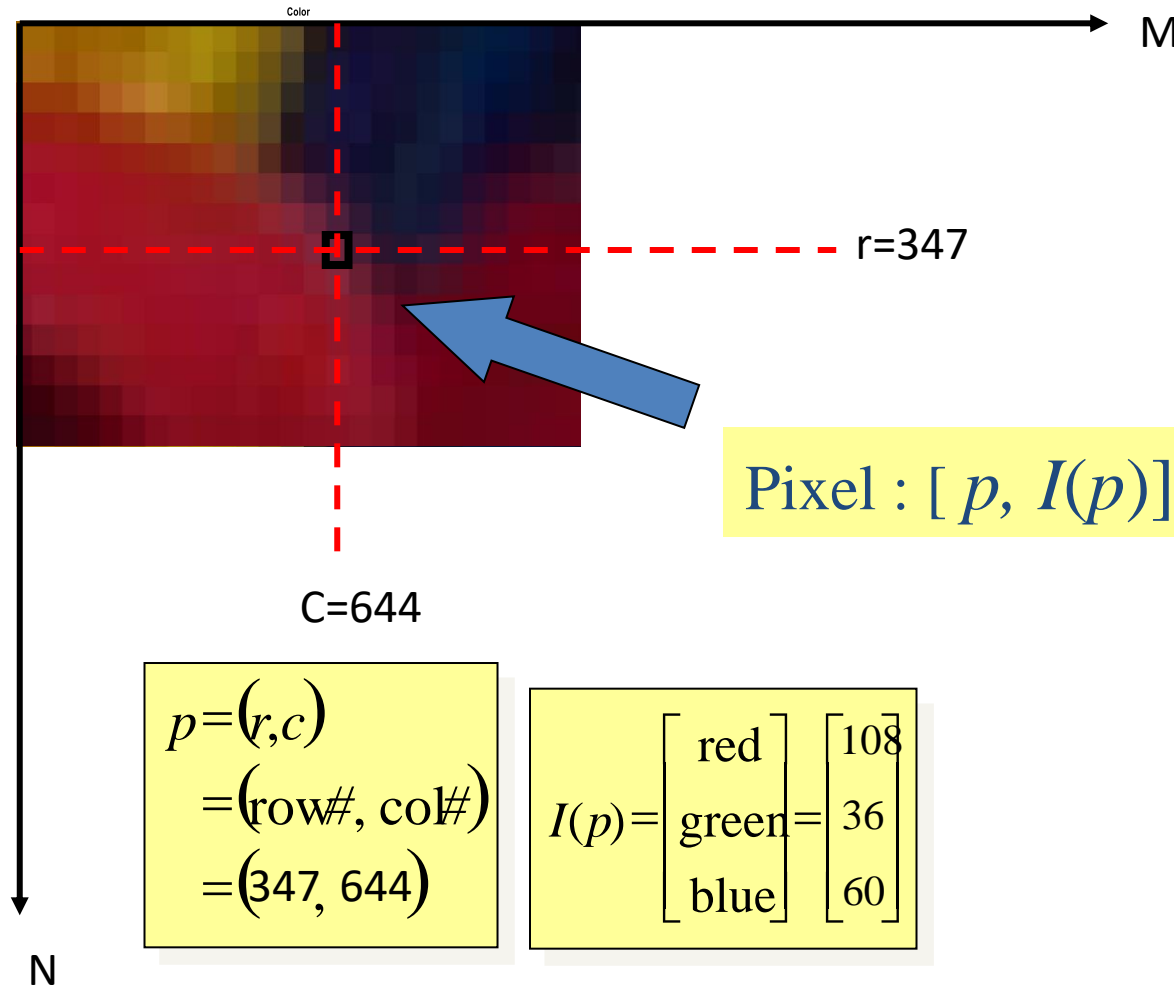 Color
M
r=347
Pixel : [ p, I(p)]
C=644
p=(r,c)
=(row#, col#)
=(347, 644)
I(p)=[red green blue]=[108 36 60]
N